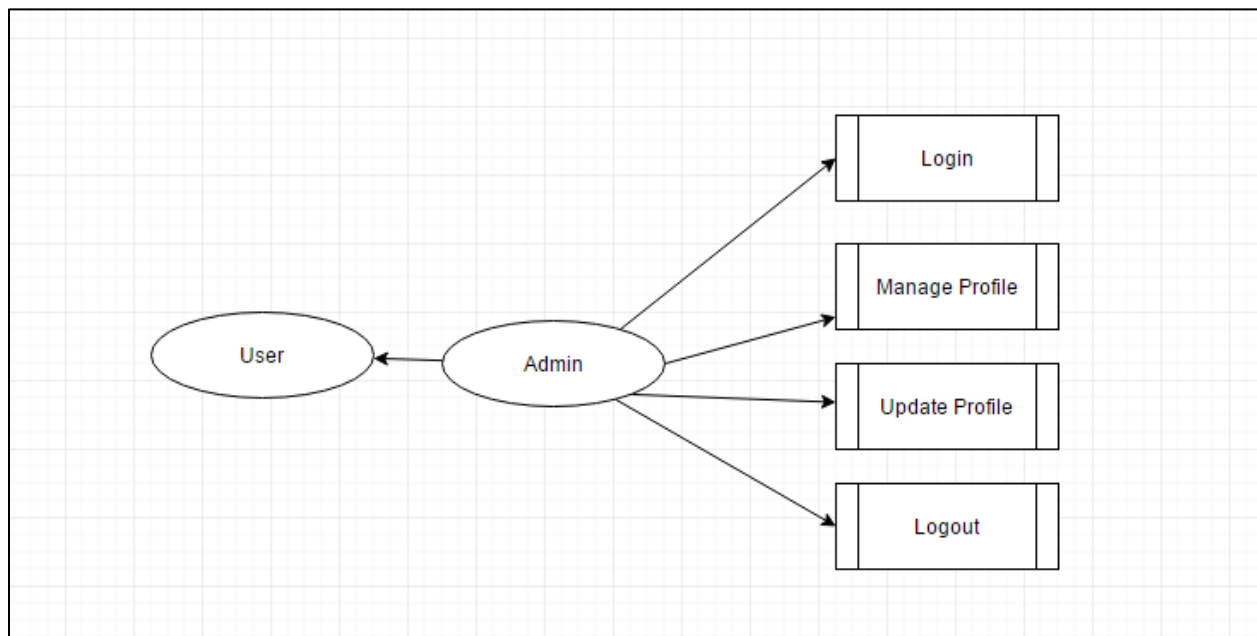 Login
Manage Profile
User
Admin
Update Profile
Logout